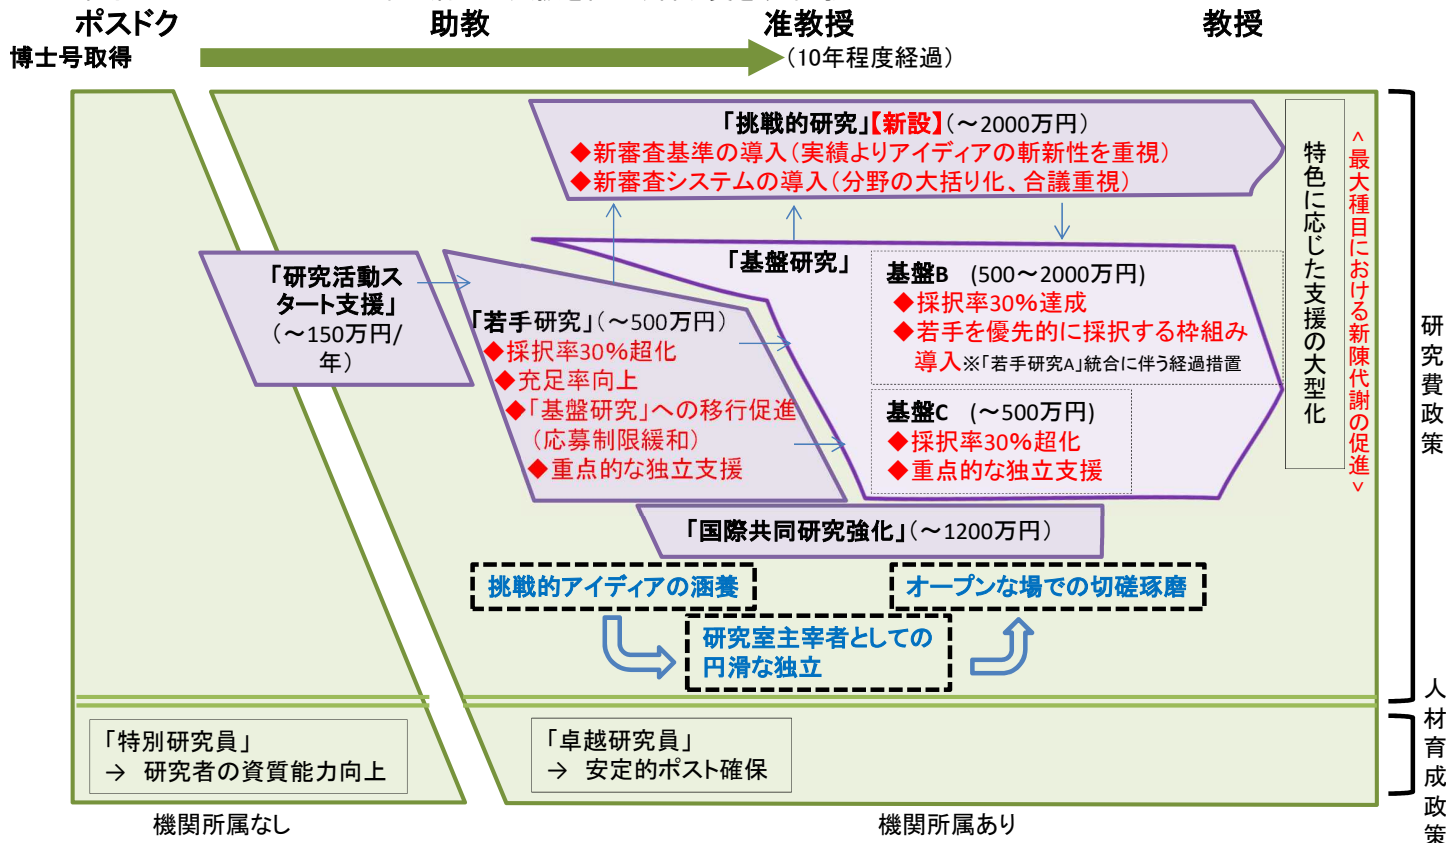 ポスドク
助教
准教授
教授
博士号取得
(10年程度経過)
「挑戦的研究」【新設】(～2000万円)
◆新審査基準の導入(実績よりアイディアの斬新性を重視)
◆新審査システムの導入(分野の大括り化、合議重視)
「研究活動ス
タート支援」
(～150万円/
年)
「若手研究」(～500万円)
◆採択率30%超化
◆充足率向上
◆「基盤研究」への移行促進
(応募制限緩和)
◆重点的な独立支援
「基盤研究」
基盤B (500～2000万円)
◆採択率30%達成
◆若手を優先的に採択する枠組み
導入※「若手研究A」統合に伴う経過措置
基盤C (～500万円)
◆採択率30%超化
◆重点的な独立支援
特色に応じた支援の大型化
<最大種目における新陳代謝の促進>
研究費政策
「国際共同研究強化」(～1200万円)
挑戦的アイディアの涵養
オープンな場での切磋琢磨
研究室主宰者としての
円滑な独立
「特別研究員」
→ 研究者の資質能力向上
「卓越研究員」
→ 安定的ポスト確保
人材育成政策
機関所属なし
機関所属あり